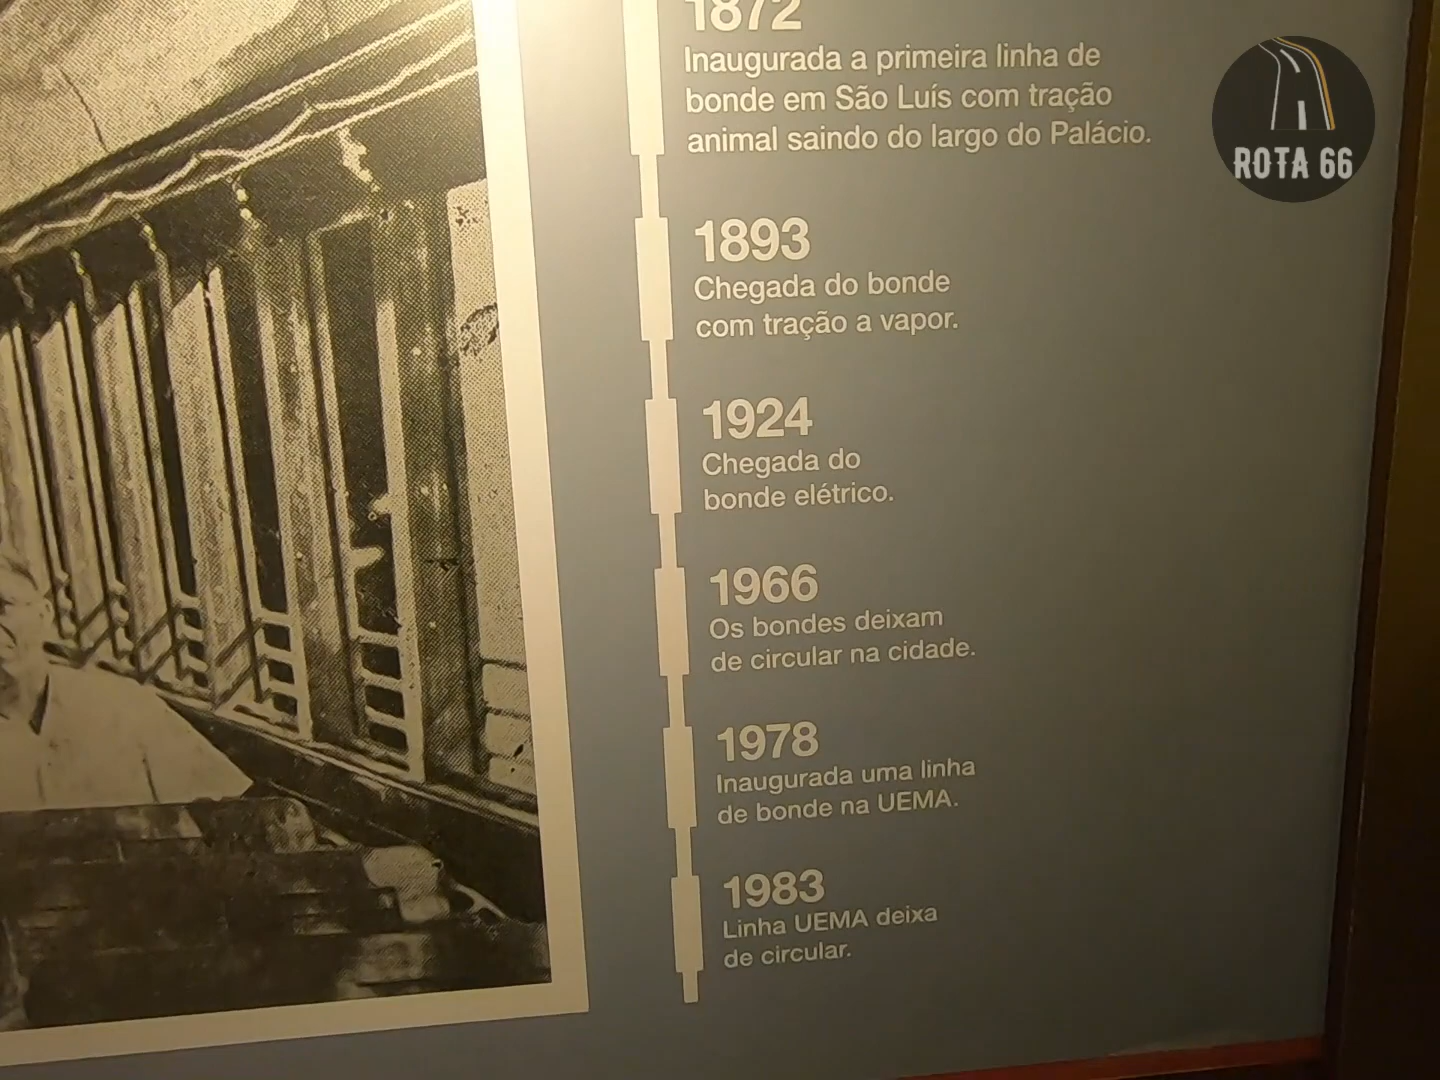 1872
Inaugurada a primeira linha de
bonde em São Luís com tração
animal saindo do largo do Palácio.
1893
Chegada do bonde
com tração a vapor.
1924
Chegada do
bonde elétrico.
1966
Os bondes deixam
de circular na cidade.
1978
Inaugurada uma linha
de bonde na UEMA.
1983
Linha UEMA deixa
de circular.
ROTA 66